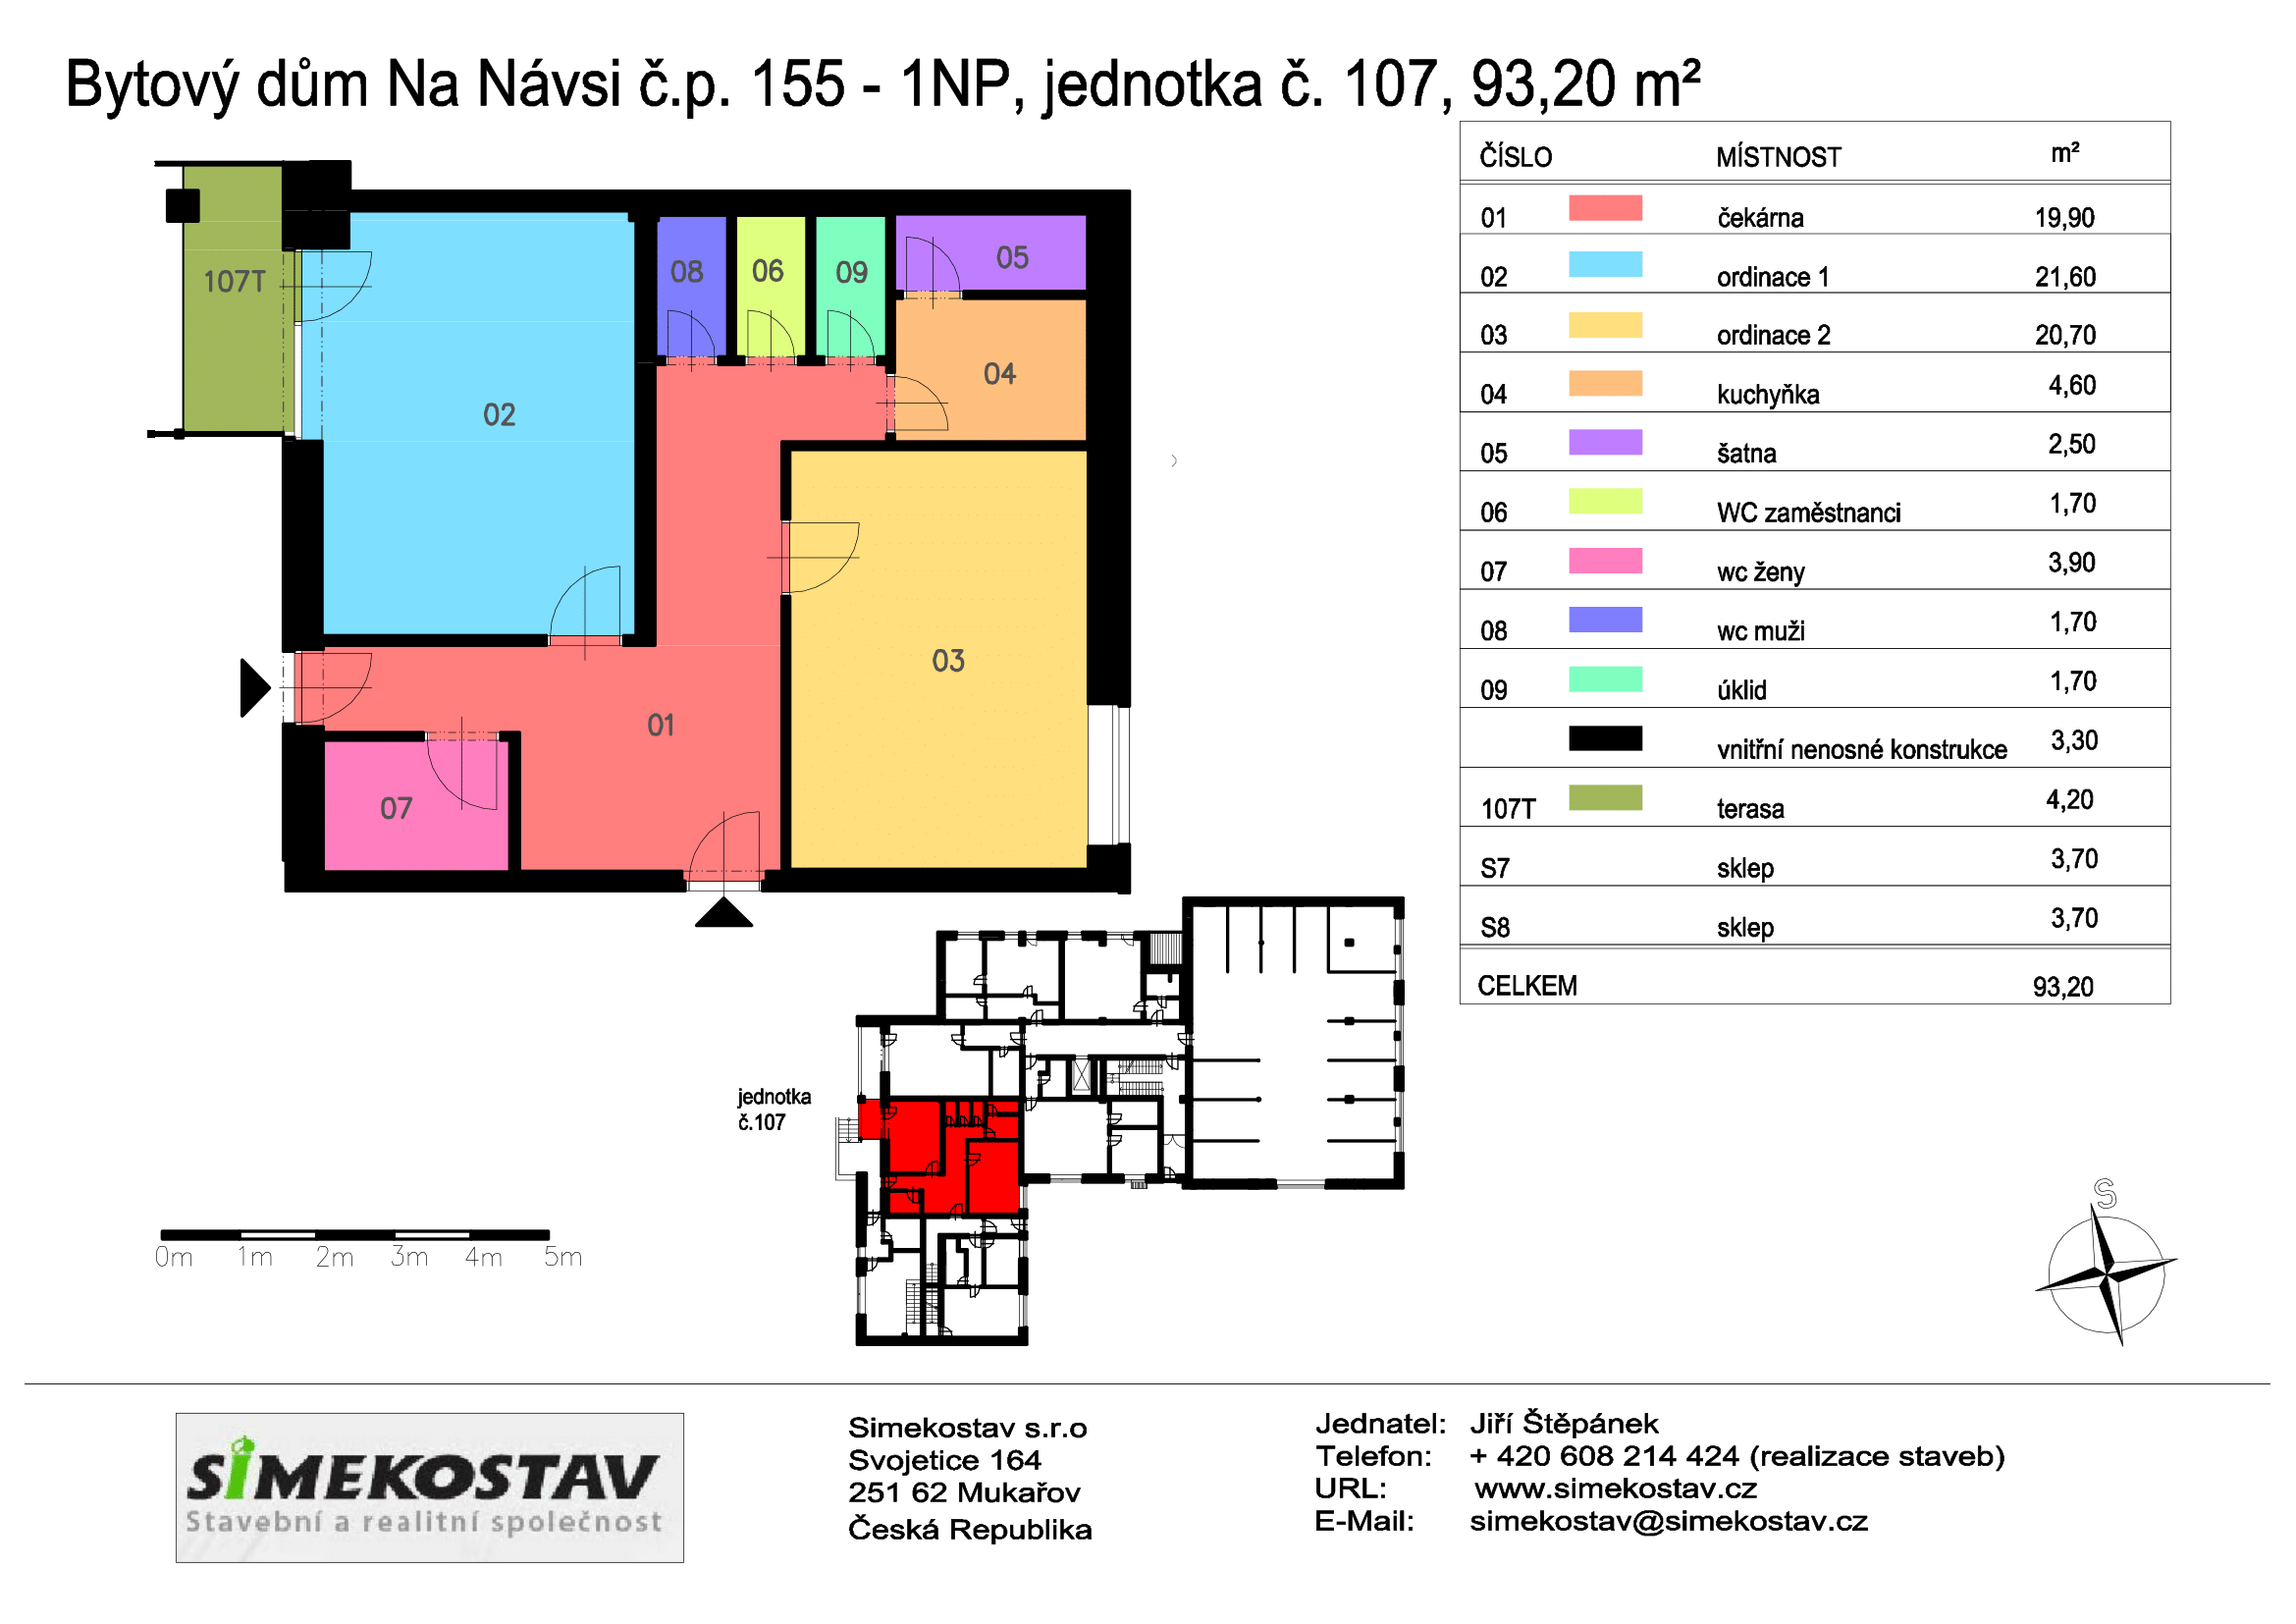 Bytový dům Na Návsi č.p. 155 - 1NP, jednotka č. 107, 93,20 m²
ČÍSLO MÍSTNOST m²
01 čekárna 19,90
02 ordinace 1 21,60
03 ordinace 2 20,70
04 kuchyňka 4,60
05 šatna 2,50
06 WC zaměstnanci 1,70
07 wc ženy 3,90
08 wc muži 1,70
09 úklid 1,70
vnitřní nenosné konstrukce 3,30
107T terasa 4,20
S7 sklep 3,70
S8 sklep 3,70
CELKEM 93,20
107T
02
08
06
09
05
04
03
01
07
jednotka
č.107
0m 1m 2m 3m 4m 5m
S
SIMEKOSTAV
Stavební a realitní společnost
Simekostav s.r.o
Svojetice 164
251 62 Mukařov
Česká Republika
Jednatel: Jiří Štěpánek
Telefon: + 420 608 214 424 (realizace staveb)
URL: www.simekostav.cz
E-Mail: simekostav@simekostav.cz